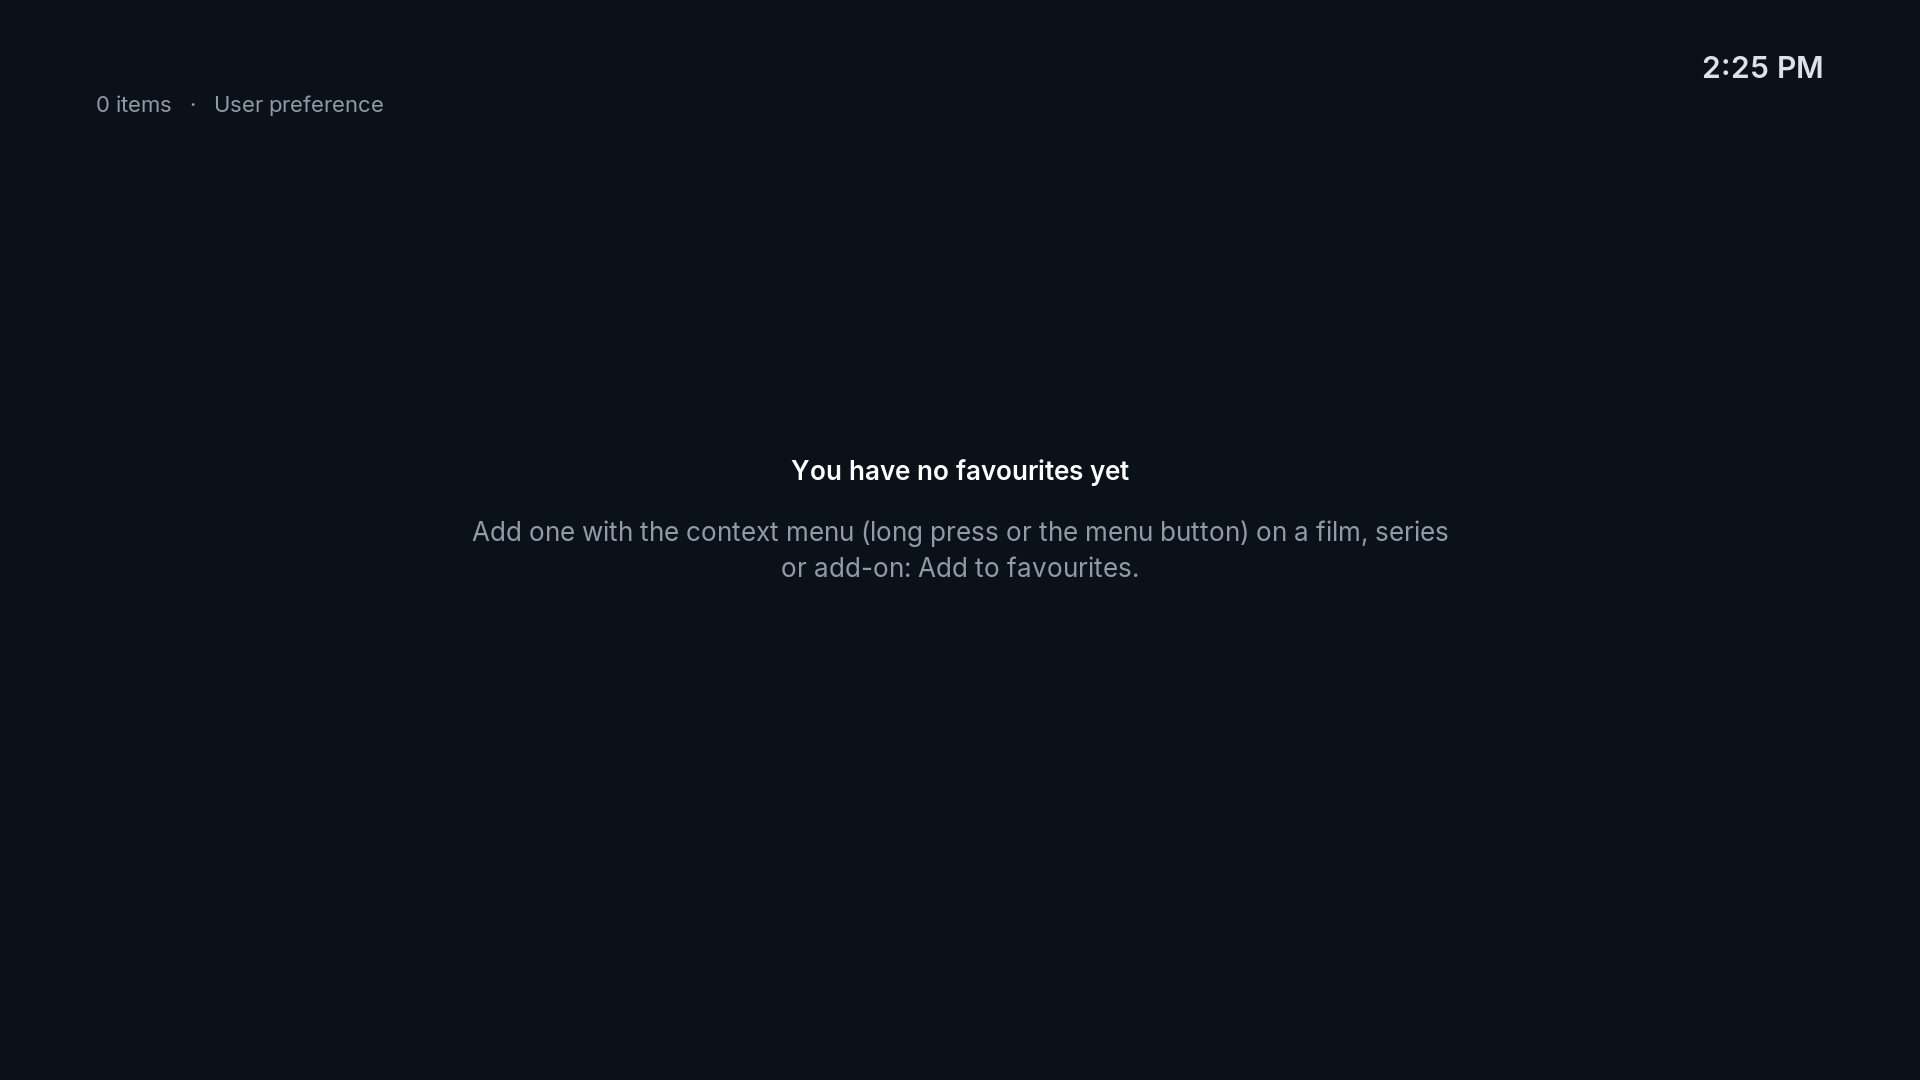 2:25 PM
0 items · User preference
You have no favourites yet
Add one with the context menu (long press or the menu button) on a film, series
or add-on: Add to favourites.